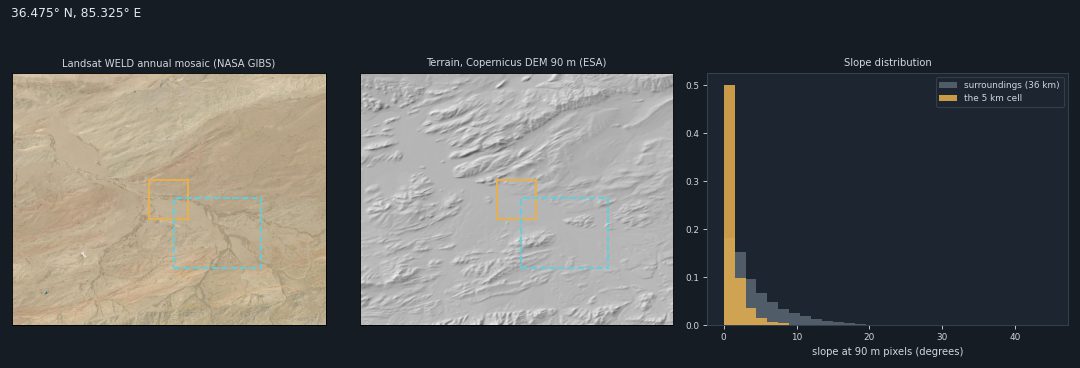 36.475° N, 85.325° E
Landsat WELD annual mosaic (NASA GIBS)
Terrain, Copernicus DEM 90 m (ESA)
Slope distribution
surroundings (36 km)
the 5 km cell
0.5
0.4
0.3
0.2
0.1
0.0
0 10 20 30 40
slope at 90 m pixels (degrees)